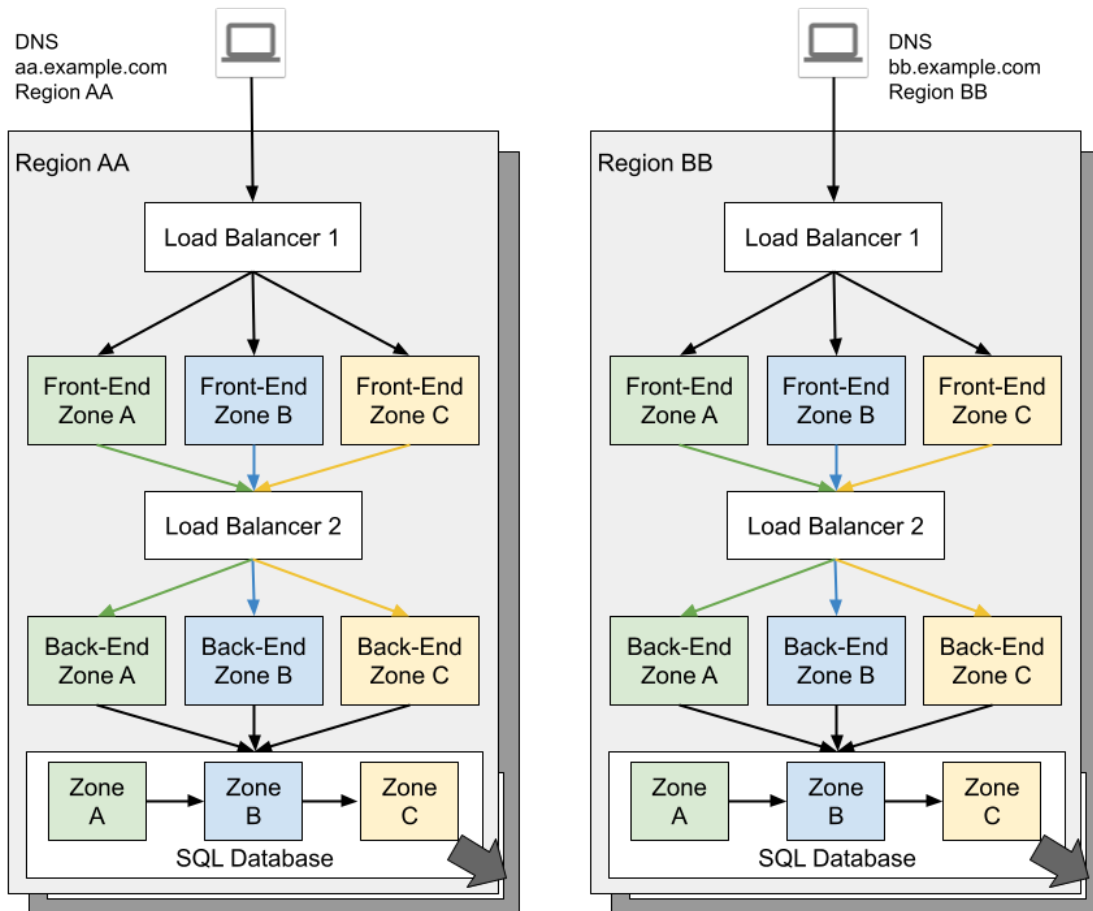 DNS
aa.example.com
Region AA
DNS
bb.example.com
Region BB
Region AA
Load Balancer 1
Front-End
Zone A
Front-End
Zone B
Front-End
Zone C
Load Balancer 2
Back-End
Zone A
Back-End
Zone B
Back-End
Zone C
Zone
A
Zone
B
Zone
C
SQL Database
Region BB
Load Balancer 1
Front-End
Zone A
Front-End
Zone B
Front-End
Zone C
Load Balancer 2
Back-End
Zone A
Back-End
Zone B
Back-End
Zone C
Zone
A
Zone
B
Zone
C
SQL Database